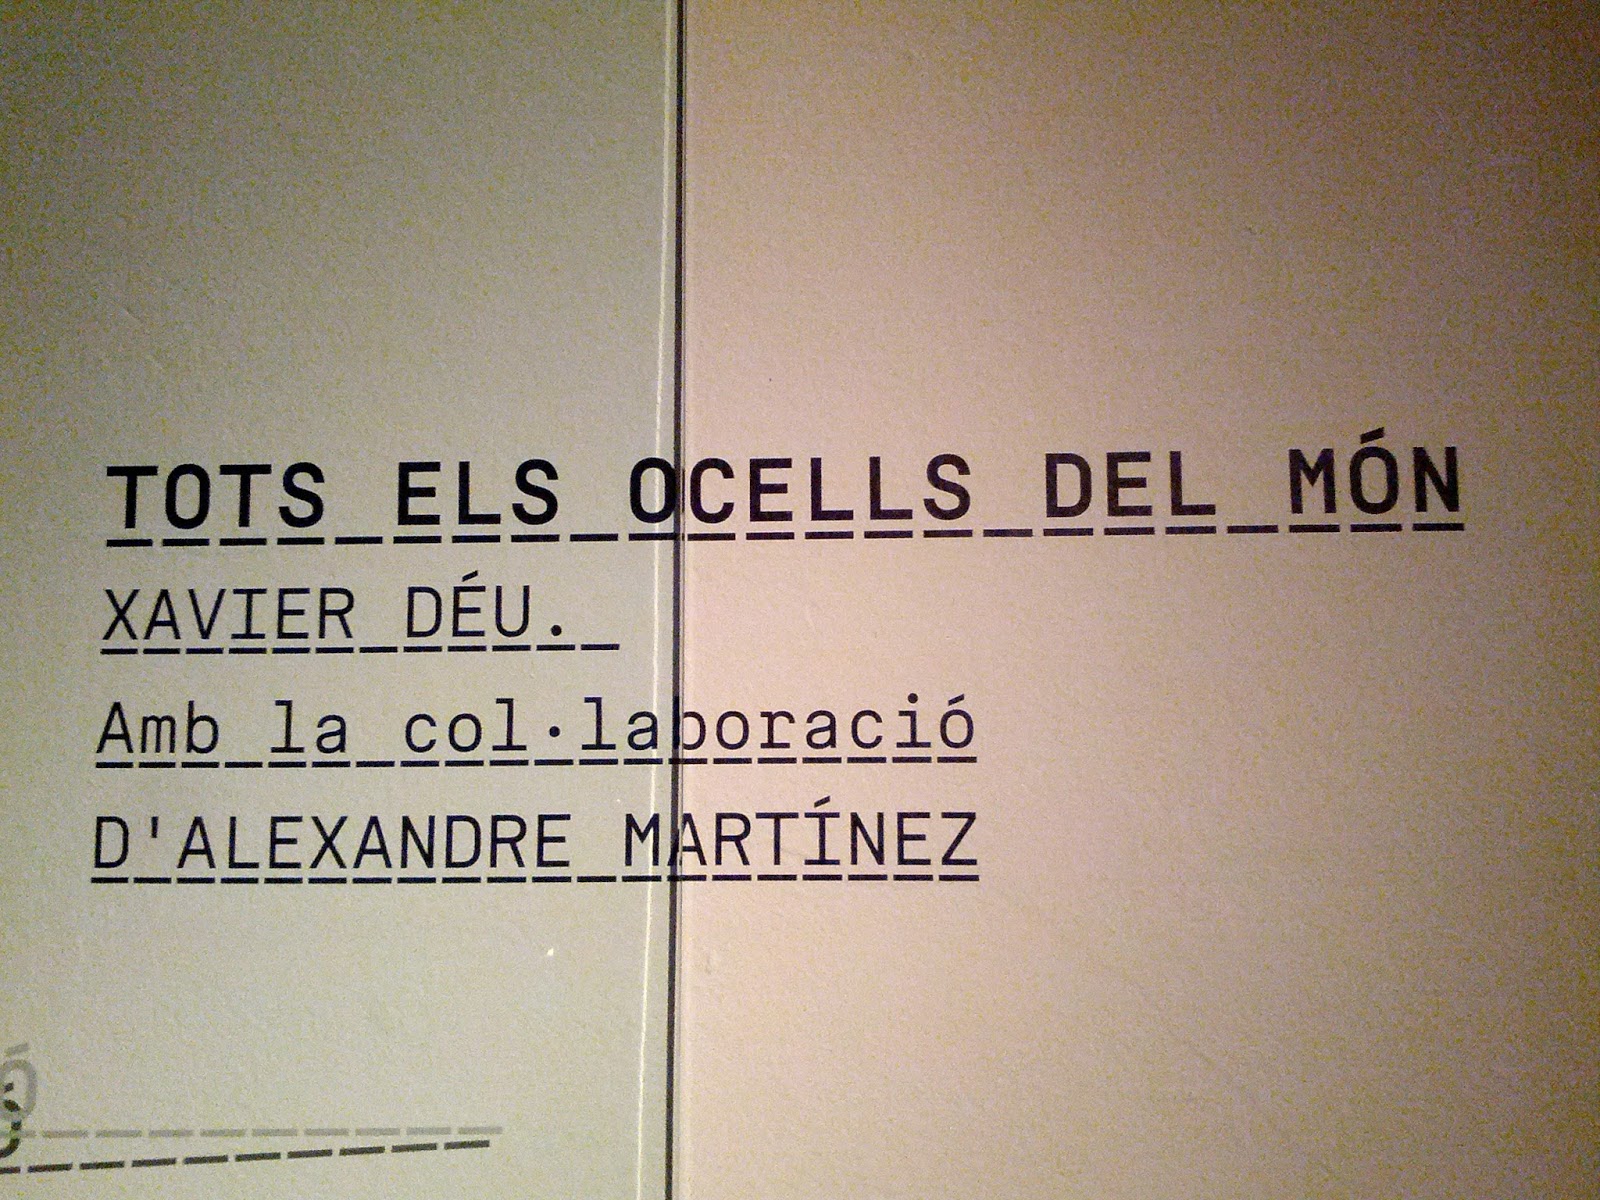 TOTS ELS OCELLS DEL MÓN
XAVIER DÉU.
Amb la col·laboració
D'ALEXANDRE MARTÍNEZ